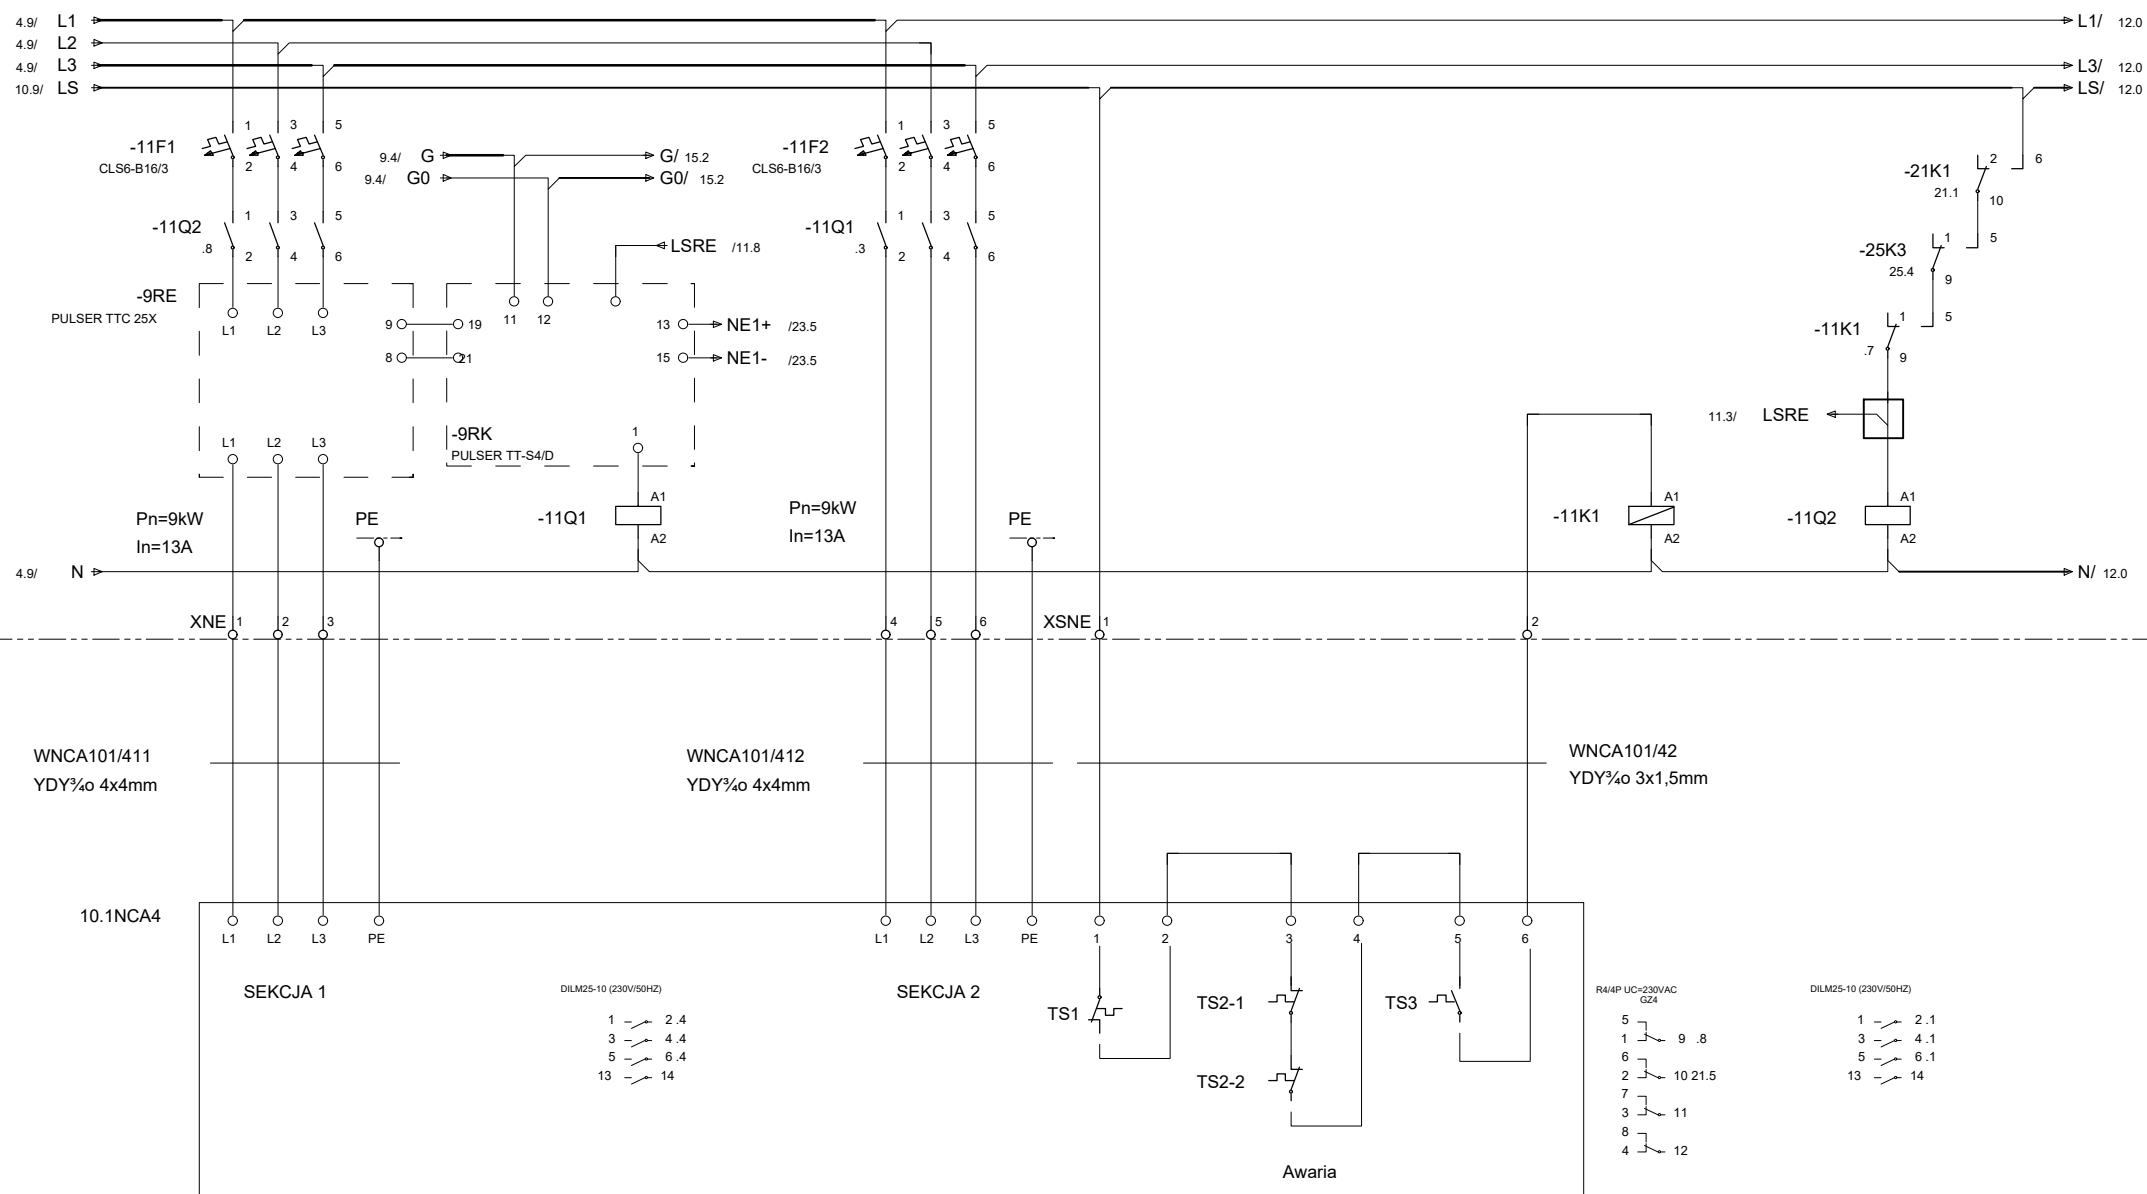 4.9/ L1 L1/ 12.0
4.9/ L2
4.9/ L3 L3/ 12.0
10.9/ LS LS/ 12.0
1 3 5 1 3 5
-11F1 -11F2
CLS6-B16/3 CLS6-B16/3
2 4 6 2 4 6
9.4/ G G/ 15.2
9.4/ G0 G0/ 15.2
2 6
-21K1
21.1
10
1 3 5 1 3 5
-11Q2 -11Q1
.8 .3
2 4 6 2 4 6
LSRE /11.8
1 5
-25K3
25.4
9
-9RE
PULSER TTC 25X
L1 L2 L3
9 19
8 21
11 12
13 NE1+ /23.5
15 NE1- /23.5
1 5
-11K1
.7 9
11.3/ LSRE
L1 L2 L3
-9RK
PULSER TT-S4/D
1
A1 A1 A1
-11Q1 -11K1 -11Q2
A2 A2 A2
Pn=9kW PE Pn=9kW PE
In=13A In=13A
4.9/ N N/ 12.0
XNE 1 2 3 4 5 6 XSNE 1 2
WNCA101/411 WNCA101/412 WNCA101/42
YDY¾o 4x4mm YDY¾o 4x4mm YDY¾o 3x1,5mm
10.1NCA4
L1 L2 L3 PE L1 L2 L3 PE 1 2 3 4 5 6
SEKCJA 1 SEKCJA 2
TS1 TS2-1 TS3
TS2-2
Awaria
DILM25-10 (230V/50HZ)
1 2 .4
3 4 .4
5 6 .4
13 14
R4/4P UC=230VAC
GZ4
5
1 9 .8
6
2 10 21.5
7
3 11
8
4 12
DILM25-10 (230V/50HZ)
1 2 .1
3 4 .1
5 6 .1
13 14